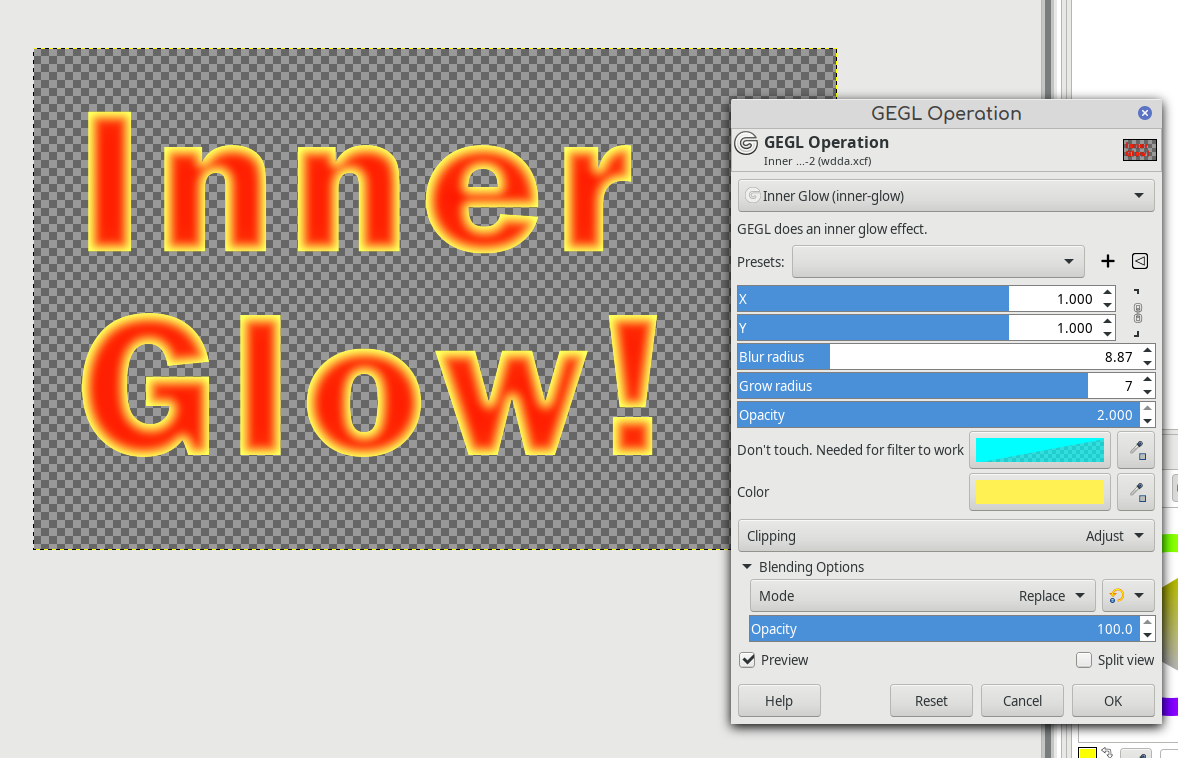 Inner
Glow!
GEGL Operation
GEGL Operation
Inner ...-2 (wdda.xcf)
Inner Glow (inner-glow)
GEGL does an inner glow effect.
Presets:
X 1.000
Y 1.000
Blur radius 8.87
Grow radius 7
Opacity 2.000
Don't touch. Needed for filter to work
Color
Clipping Adjust
Blending Options
Mode Replace
Opacity 100.0
Preview Split view
Help Reset Cancel OK